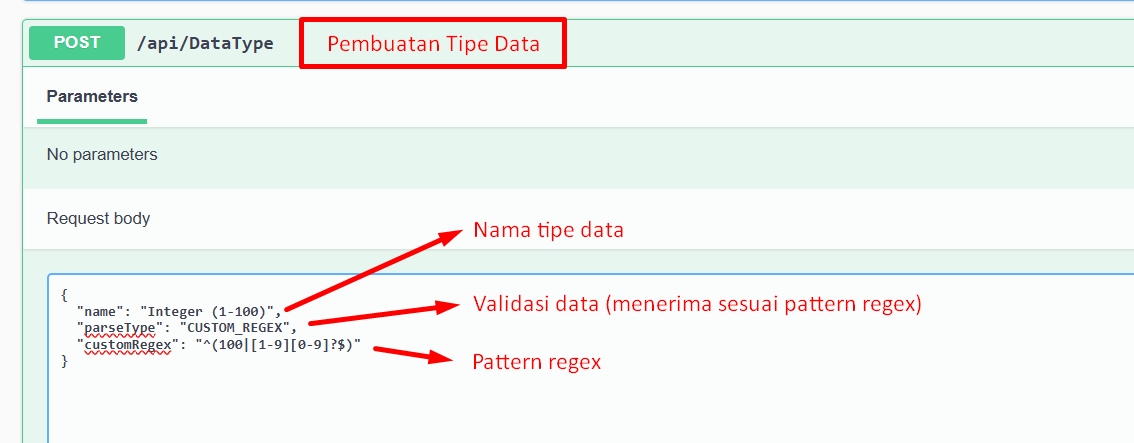 POST /api/DataType Pembuatan Tipe Data
Parameters
No parameters
Request body
Nama tipe data
{
"name": "Integer (1-100)",
Validasi data (menerima sesuai pattern regex)
"parseType": "CUSTOM_REGEX",
"customRegex": "^(100|[1-9][0-9]?$)"
Pattern regex
}